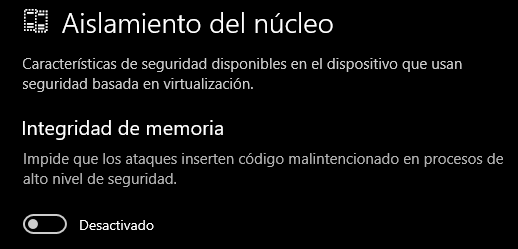 Aislamiento del núcleo
Características de seguridad disponibles en el dispositivo que usan
seguridad basada en virtualización.
Integridad de memoria
Impide que los ataques inserten código malintencionado en procesos de
alto nivel de seguridad.
Desactivado